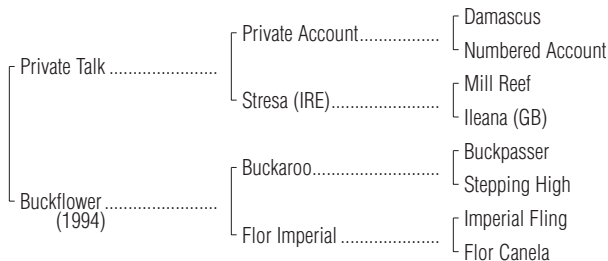 Damascus
Private Account..................
Numbered Account
Private Talk ........................
Mill Reef
Stresa (IRE)........................
Ileana (GB)
Buckpasser
Buckaroo............................
Stepping High
Buckflower .........................
(1994)
Imperial Fling
Flor Imperial ......................
Flor Canela